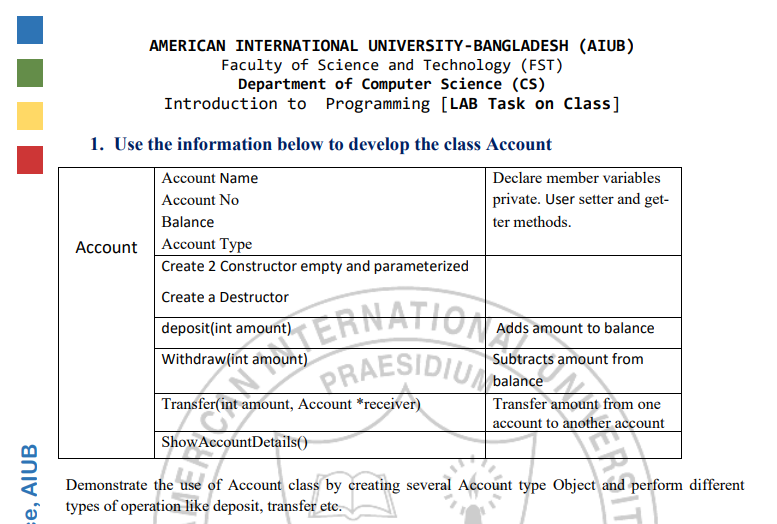 AMERICAN INTERNATIONAL UNIVERSITY-BANGLADESH (AIUB)
Faculty of Science and Technology (FST)
Department of Computer Science (CS)
Introduction to Programming [LAB Task on Class]
1. Use the information below to develop the class Account
Account
Account Name
Account No
Balance
Account Type
Declare member variables
private. User setter and get-
ter methods.
Create 2 Constructor empty and parameterized
Create a Destructor
deposit(int amount)
Adds amount to balance
Withdraw(int amount)
Subtracts amount from
balance
Transfer(int amount, Account *receiver)
Transfer amount from one
account to another account
ShowAccountDetails()
Demonstrate the use of Account class by creating several Account type Object and perform different
types of operation like deposit, transfer etc.
AMERICAN INTERNATIONAL UNIVERSITY
PRAESIDIUM
ce, AIUB